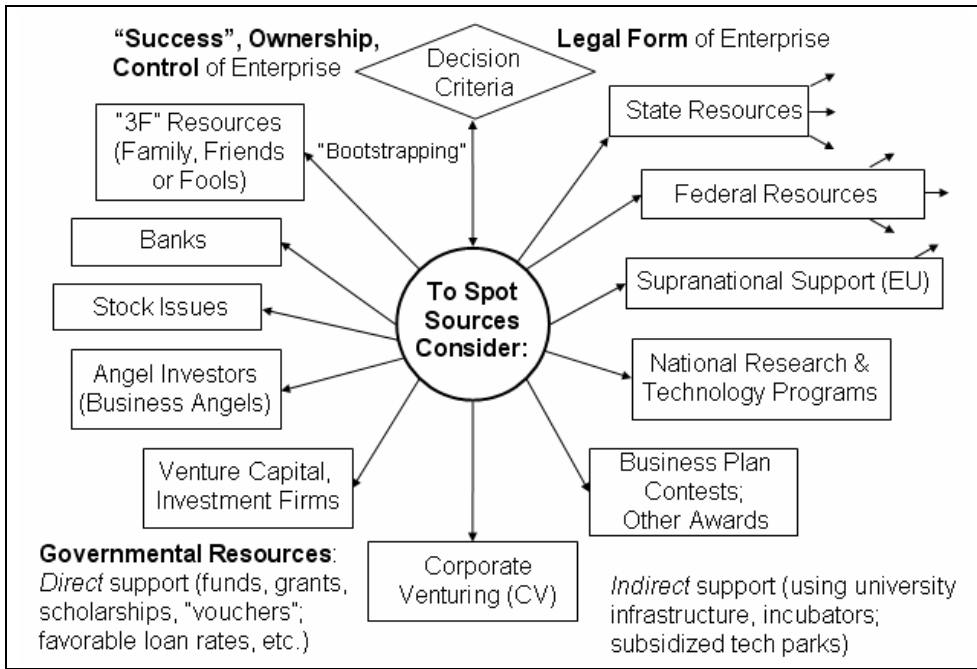 “Success”, Ownership,
Control of Enterprise
Decision
Criteria
Legal Form of Enterprise
"3F" Resources
(Family, Friends
or Fools)
"Bootstrapping"
State Resources
Federal Resources
Banks
Supranational Support (EU)
Stock Issues
To Spot
Sources
Consider:
Angel Investors
(Business Angels)
National Research &
Technology Programs
Venture Capital,
Investment Firms
Business Plan
Contests;
Other Awards
Corporate
Venturing (CV)
Governmental Resources:
Direct support (funds, grants,
scholarships, "vouchers";
favorable loan rates, etc.)
Indirect support (using university
infrastructure, incubators;
subsidized tech parks)